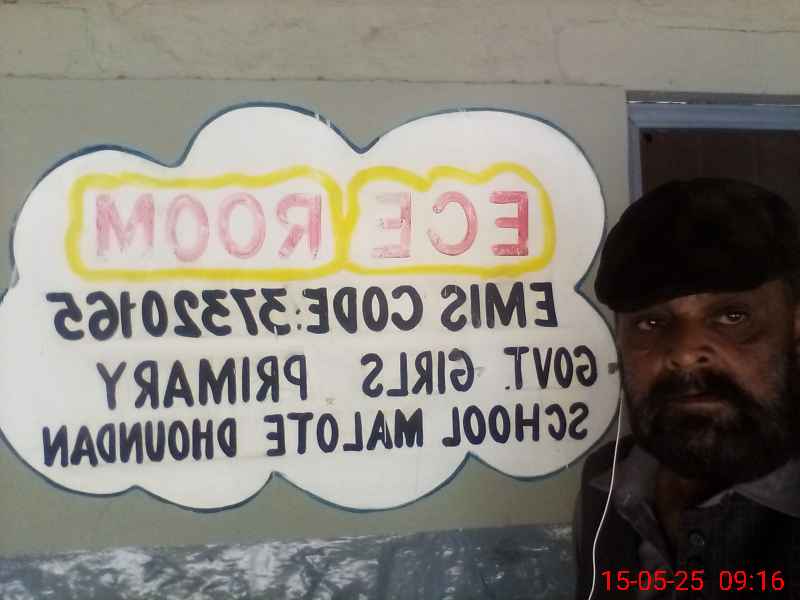 ECE ROOM
EMIS CODE:37320165
GOVT. GIRLS PRIMARY
SCHOOL MALOTE DHOUNDAN
15-05-25 09:16